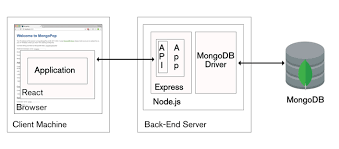 Welcome to MongoPop
Application
React
Browser
Client Machine
API
App
Express
Node.js
MongoDB
Driver
Back-End Server
MongoDB